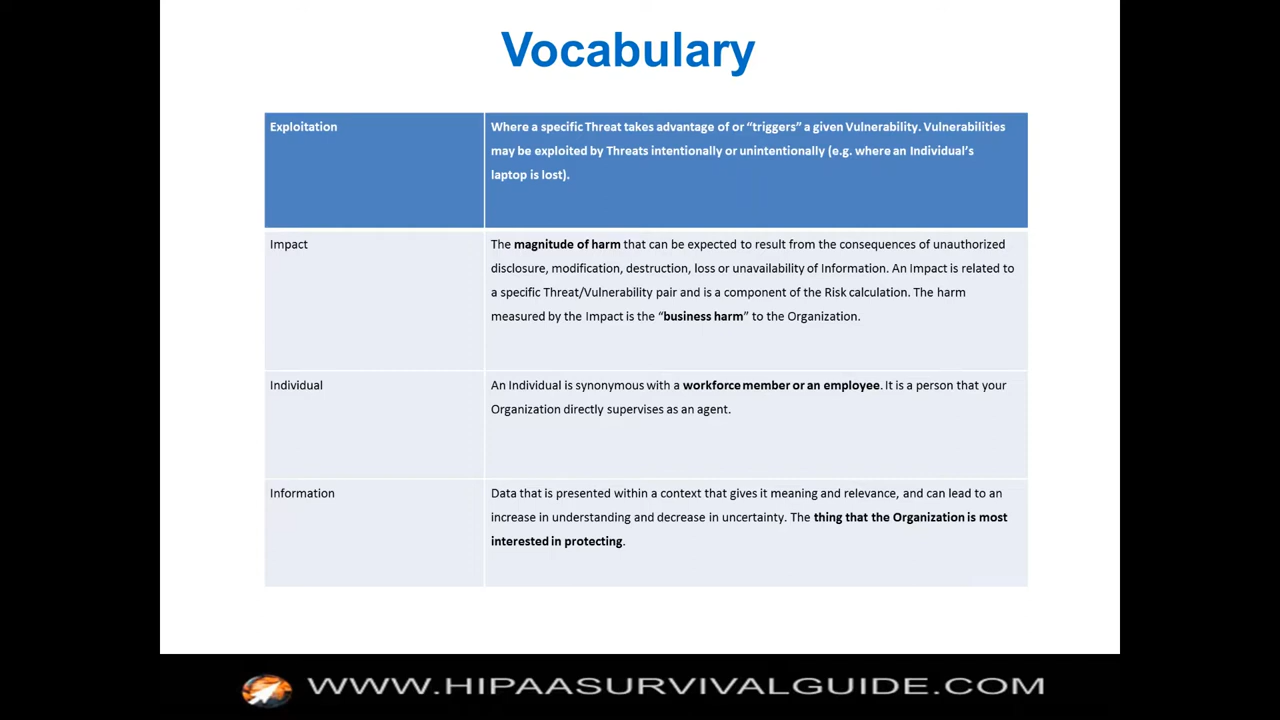 Vocabulary
Exploitation
Where a specific Threat takes advantage of or “triggers” a given Vulnerability. Vulnerabilities
may be exploited by Threats intentionally or unintentionally (e.g. where an Individual’s
laptop is lost).
Impact
The magnitude of harm that can be expected to result from the consequences of unauthorized
disclosure, modification, destruction, loss or unavailability of Information. An Impact is related to
a specific Threat/Vulnerability pair and is a component of the Risk calculation. The harm
measured by the Impact is the “business harm” to the Organization.
Individual
An Individual is synonymous with a workforce member or an employee. It is a person that your
Organization directly supervises as an agent.
Information
Data that is presented within a context that gives it meaning and relevance, and can lead to an
increase in understanding and decrease in uncertainty. The thing that the Organization is most
interested in protecting.
WWW.HIPAASURVIVALGUIDE.COM